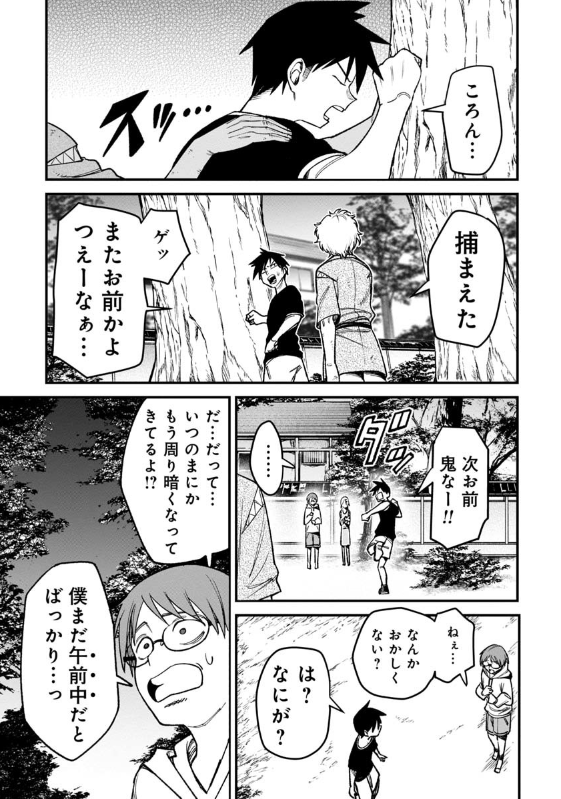 ころん…
ズ…
捕まえた
ゲッ
またお前かよ
つえーなぁ…
次お前
鬼なー!!
ダッ
……
ねぇ…
なんか
おかしく
ない?
は?
なにが?
だ…だって…
いつのまにか
もう周り暗くなって
きてるよ!?
僕まだ午前中だと
ばっかり…っ